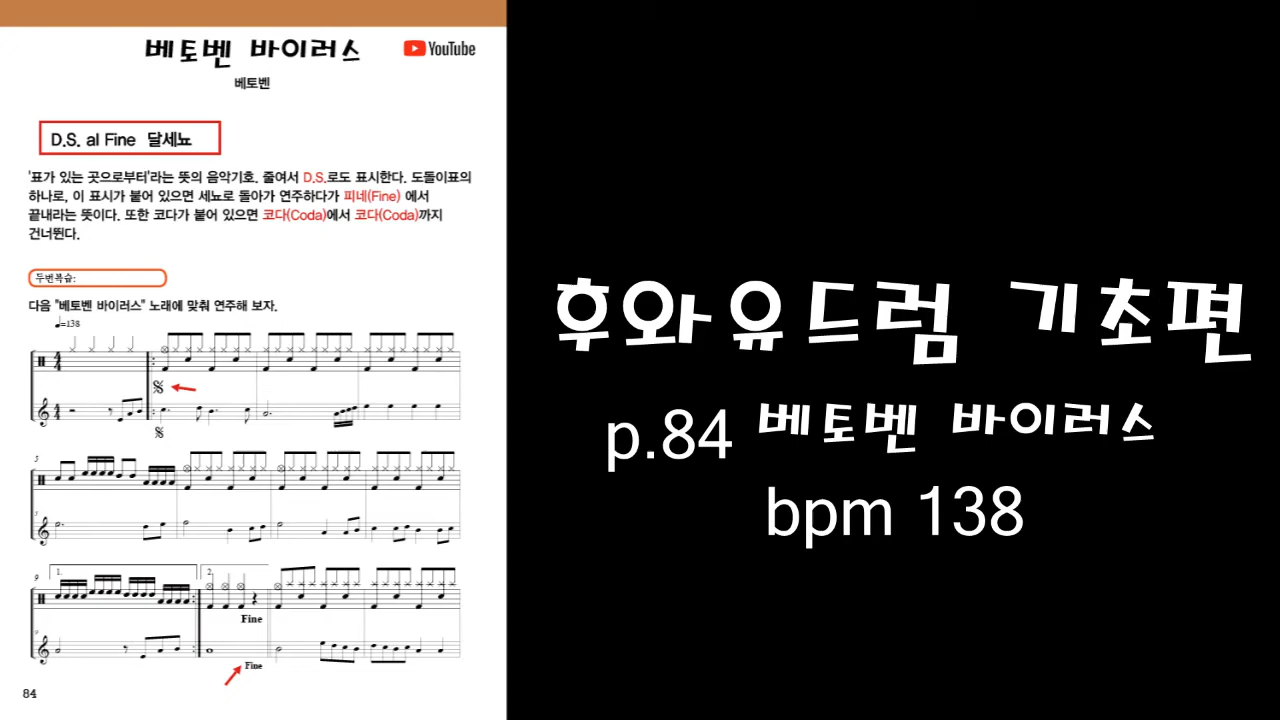 베토벤 바이러스
YouTube
베토벤
D.S. al Fine 달세뇨
'표가 있는 곳으로부터'라는 뜻의 음악기호. 줄여서 D.S.로도 표시한다. 도돌이표의
하나로, 이 표시가 붙어 있으면 세뇨로 돌아가 연주하다가 피네(Fine) 에서
끝내라는 뜻이다. 또한 코다가 붙어 있으면 코다(Coda)에서 코다(Coda)까지
건너뛴다.
두번복습:
다음 "베토벤 바이러스" 노래에 맞춰 연주해 보자.
♩=138
5
5
9
1.
2.
Fine
9
Fine
84
후와유드럼 기초편
p.84 베토벤 바이러스
bpm 138